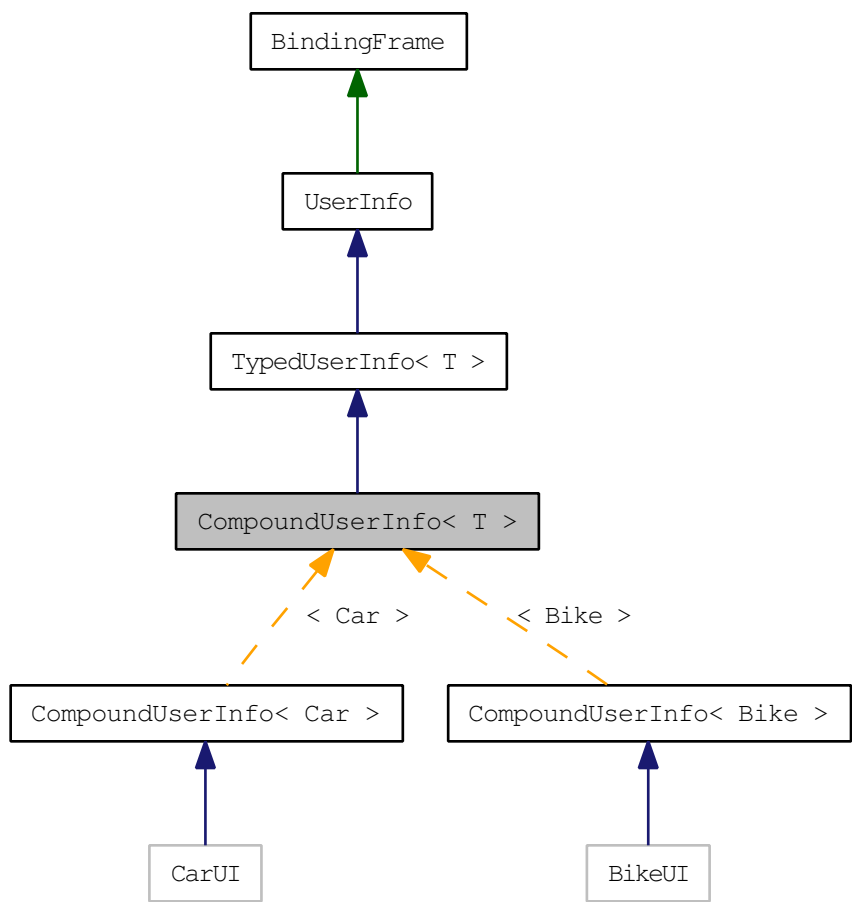 BindingFrame
UserInfo
TypedUserInfo< T >
CompoundUserInfo< T >
< Car >
< Bike >
CompoundUserInfo< Car >
CompoundUserInfo< Bike >
CarUI
BikeUI